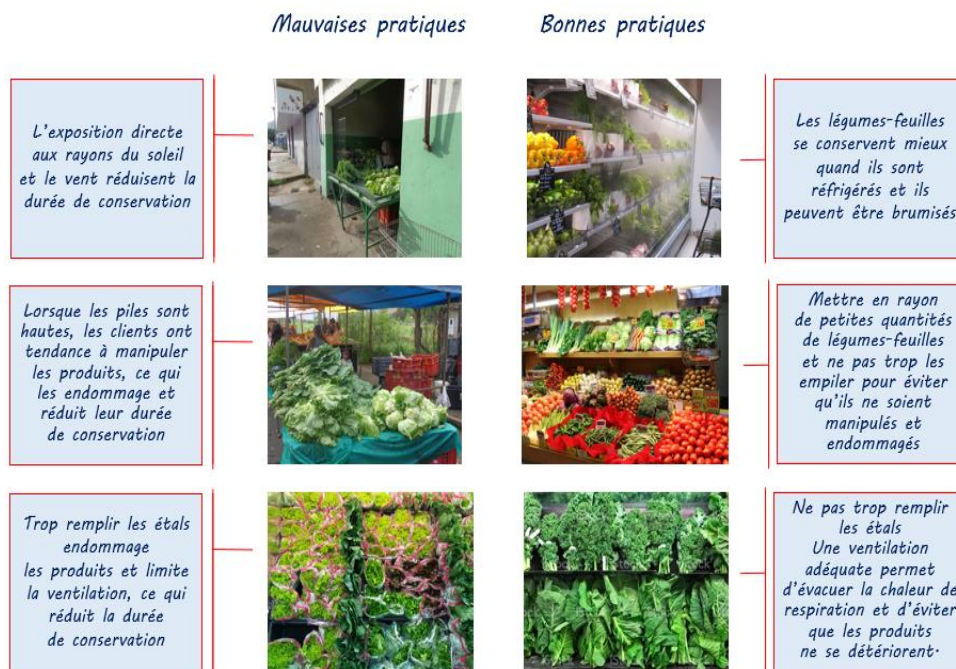 Mauvaises pratiques
Bonnes pratiques
L'exposition directe
aux rayons du soleil
et le vent réduisent la
durée de conservation
Les légumes-feuilles
se conservent mieux
quand ils sont
réfrigérés et ils
peuvent être brumisés
Lorsque les piles sont
hautes, les clients ont
tendance à manipuler
les produits, ce qui
les endommage et
réduit leur durée
de conservation
Mettre en rayon
de petites quantités
de légumes-feuilles
et ne pas trop les
empiler pour éviter
qu'ils ne soient
manipulés et
endommagés
Trop remplir les étals
endommage
les produits et limite
la ventilation, ce qui
réduit la durée
de conservation
Ne pas trop remplir
les étals
Une ventilation
adéquate permet
d'évacuer la chaleur de
respiration et d'éviter
que les produits
ne se détériorent.